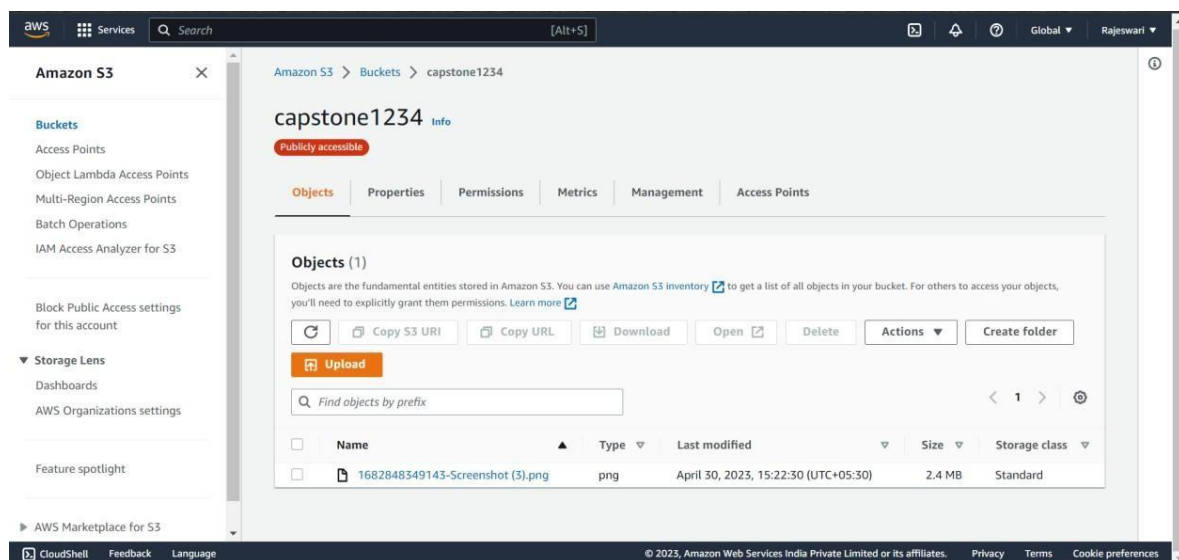 aws Services Search [Alt+S] Global Rajeswari
Amazon S3
Buckets
Access Points
Object Lambda Access Points
Multi-Region Access Points
Batch Operations
IAM Access Analyzer for S3
Block Public Access settings
for this account
Storage Lens
Dashboards
AWS Organizations settings
Feature spotlight
AWS Marketplace for S3
Amazon S3 > Buckets > capstone1234
capstone1234 Info
Publicly accessible
Objects Properties Permissions Metrics Management Access Points
Objects (1)
Objects are the fundamental entities stored in Amazon S3. You can use Amazon S3 inventory to get a list of all objects in your bucket. For others to access your objects,
you'll need to explicitly grant them permissions. Learn more
Copy S3 URI Copy URL Download Open Delete Actions Create folder
Upload
Find objects by prefix < 1 >
Name Type Last modified Size Storage class
1682848349143-Screenshot (3).png png April 30, 2023, 15:22:30 (UTC+05:30) 2.4 MB Standard
CloudShell Feedback Language © 2023, Amazon Web Services India Private Limited or its affiliates. Privacy Terms Cookie preferences